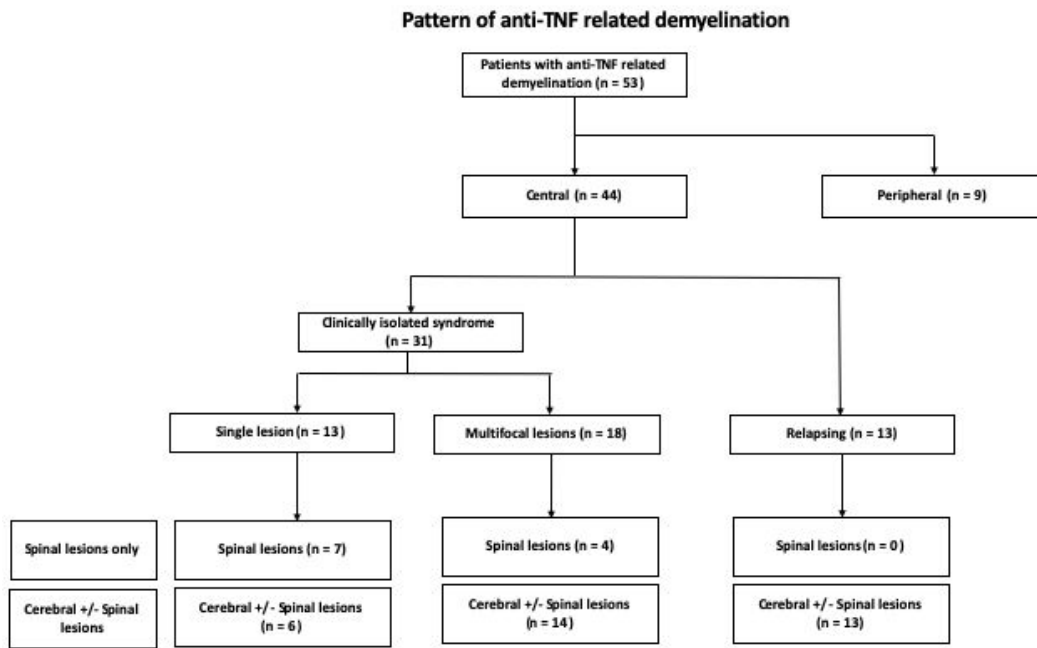 Pattern of anti-TNF related demyelination
Patients with anti-TNF related
demyelination (n = 53)
Central (n = 44)
Peripheral (n = 9)
Clinically isolated syndrome
(n = 31)
Single lesion (n = 13)
Multifocal lesions (n = 18)
Relapsing (n = 13)
Spinal lesions only
Spinal lesions (n = 7)
Spinal lesions (n = 4)
Spinal lesions (n = 0)
Cerebral +/- Spinal
lesions
Cerebral +/- Spinal lesions
(n = 6)
Cerebral +/- Spinal lesions
(n = 14)
Cerebral +/- Spinal lesions
(n = 13)